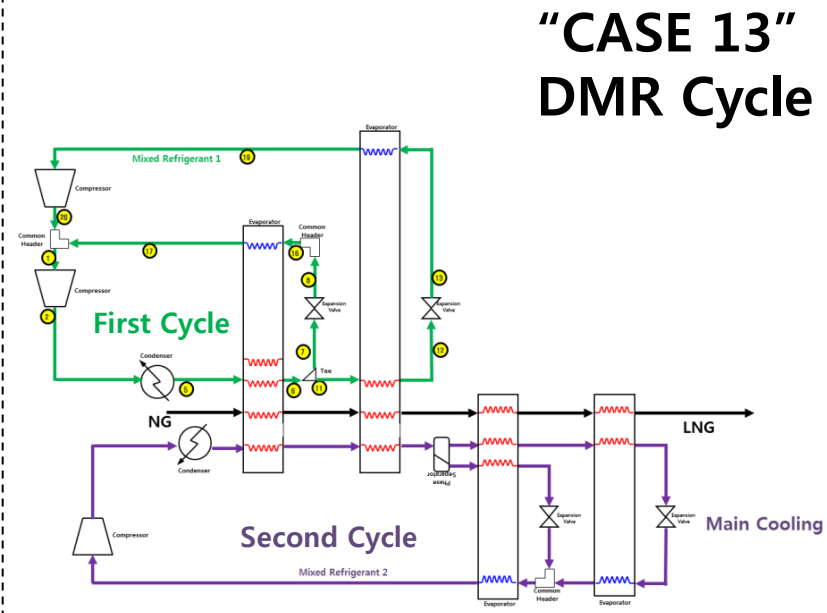 “CASE 13”
DMR Cycle
Evaporator
Mixed Refrigerant 1
19
Compressor
20
Common
Header
1
17
Evaporator
Common
Header
16
8
13
Compressor
2
Expansion
Valve
Expansion
Valve
First Cycle
7
12
Condenser
Tee
5
6
11
NG
LNG
Condenser
Phase
Separator
Expansion
Valve
Expansion
Valve
Main Cooling
Compressor
Second Cycle
Mixed Refrigerant 2
Common
Header
Evaporator
Evaporator